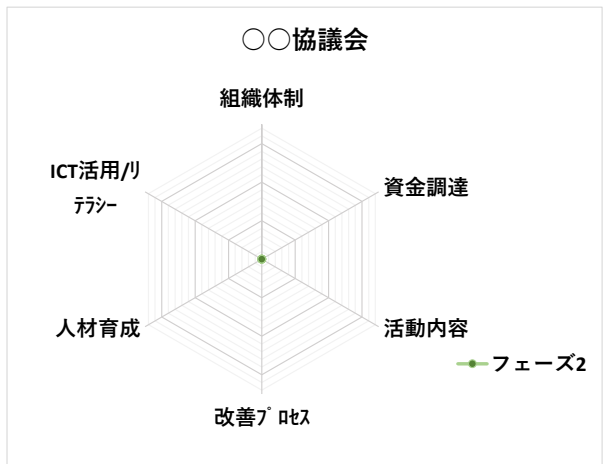 ○○協議会
組織体制
ICT活用/ﾘ
ﾃﾗｼｰ
資金調達
人材育成
活動内容
フェーズ2
改善ﾌﾟﾛｾｽ